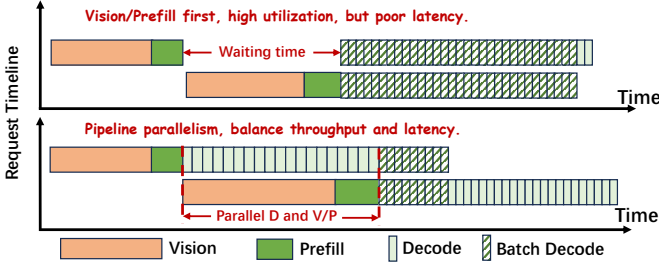 Vision/Prefill first, high utilization, but poor latency.
Waiting time
Time
Request Timeline
Pipeline parallelism, balance throughput and latency.
Parallel D and V/P
Time
Vision
Prefill
Decode
Batch Decode